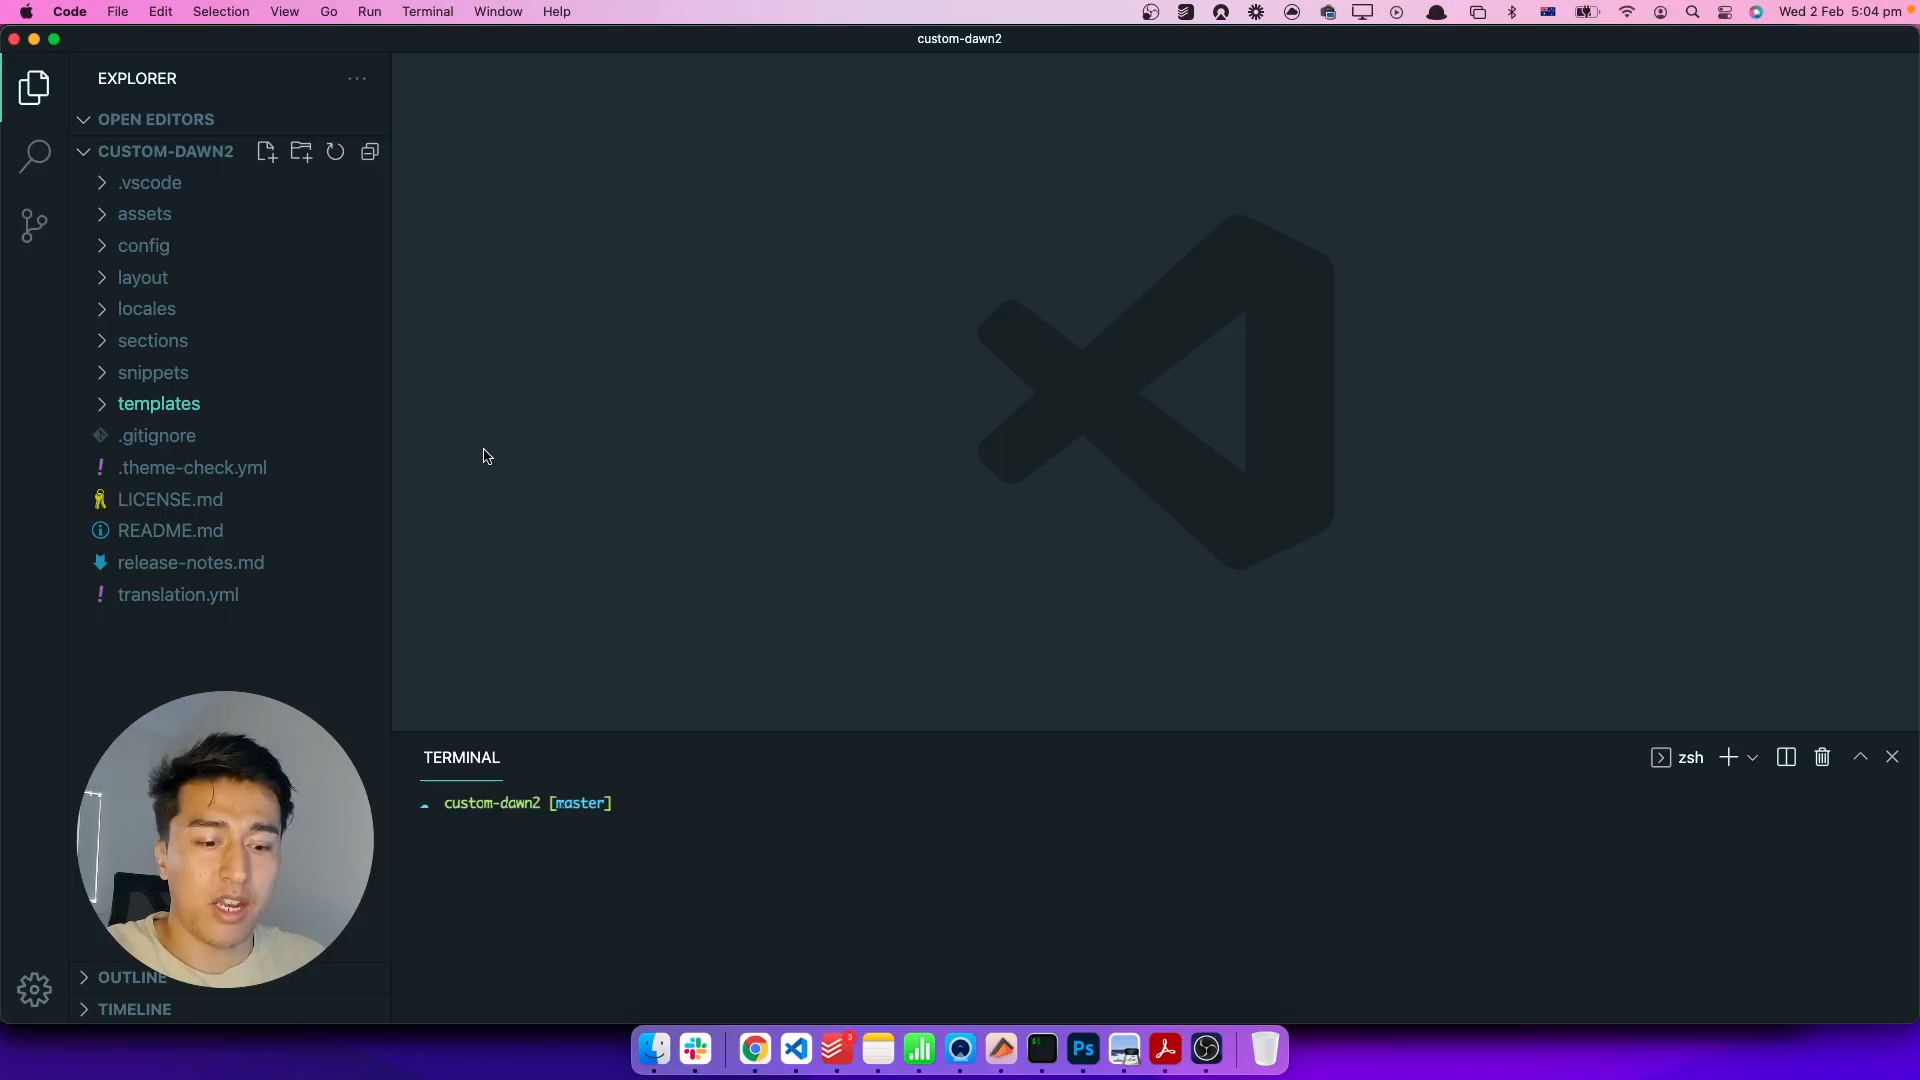 Code File Edit Selection View Go Run Terminal Window Help Wed 2 Feb 5:04 pm
custom-dawn2
EXPLORER
OPEN EDITORS
CUSTOM-DAWN2
.vscode
assets
config
layout
locales
sections
snippets
templates
.gitignore
.theme-check.yml
LICENSE.md
README.md
release-notes.md
translation.yml
OUTLINE
TIMELINE
TERMINAL
zsh
custom-dawn2 [master]
3
$
Ps